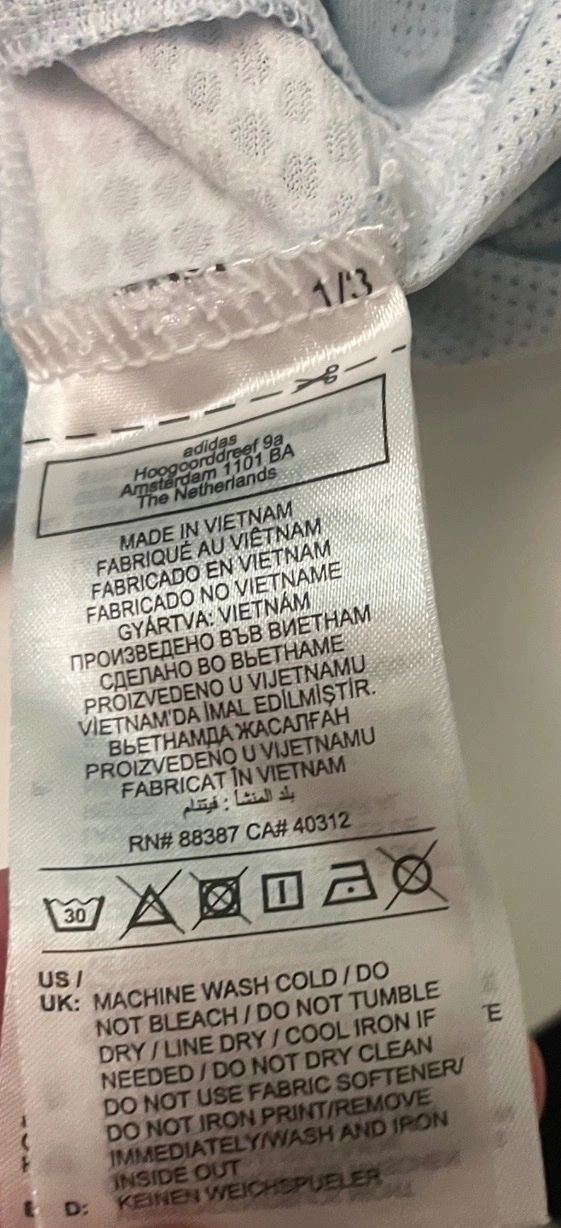 1/3
adidas
Hoogoorddreef 9a
Amsterdam 1101 BA
The Netherlands
MADE IN VIETNAM
FABRIQUÉ AU VIÊTNAM
FABRICADO EN VIETNAM
FABRICADO NO VIETNAME
GYÁRTVA: VIETNÁM
ПРОИЗВЕДЕНО ВЪВ ВИЕТНАМ
СДЕЛАНО ВО ВЬЕТНАМЕ
PROIZVEDENO U VIJETNAMU
VİETNAM'DA İMAL EDİLMİŞTİR.
ВЬЕТНАМДА ЖАСАЛҒАН
PROIZVEDENO U VIJETNAMU
FABRICAT ÎN VIETNAM
بلد المنشأ : فيتنام
RN# 88387 CA# 40312
30
US /
UK: MACHINE WASH COLD / DO
NOT BLEACH / DO NOT TUMBLE
DRY / LINE DRY / COOL IRON IF
NEEDED / DO NOT DRY CLEAN
DO NOT USE FABRIC SOFTENER/
DO NOT IRON PRINT/REMOVE
IMMEDIATELY/WASH AND IRON
INSIDE OUT
D: KEINEN WEICHSPUELER